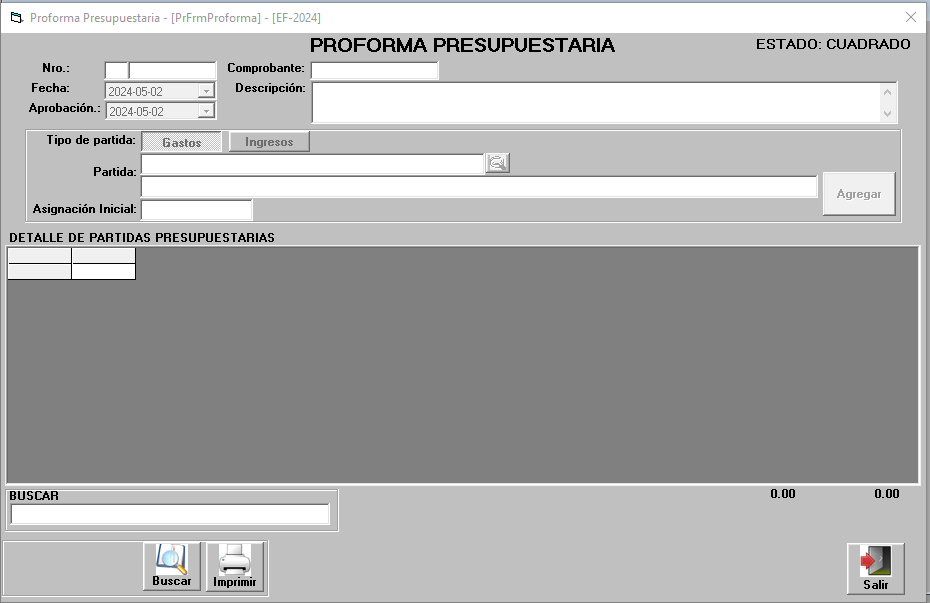 Proforma Presupuestaria - [PrFrmProforma] - [EF-2024]
PROFORMA PRESUPUESTARIA
ESTADO: CUADRADO
Nro.:
Comprobante:
Fecha:
2024-05-02
Descripción:
Aprobación.:
2024-05-02
Tipo de partida:
Gastos
Ingresos
Partida:
Agregar
Asignación Inicial:
DETALLE DE PARTIDAS PRESUPUESTARIAS
BUSCAR
0.00
0.00
Buscar
Imprimir
Salir